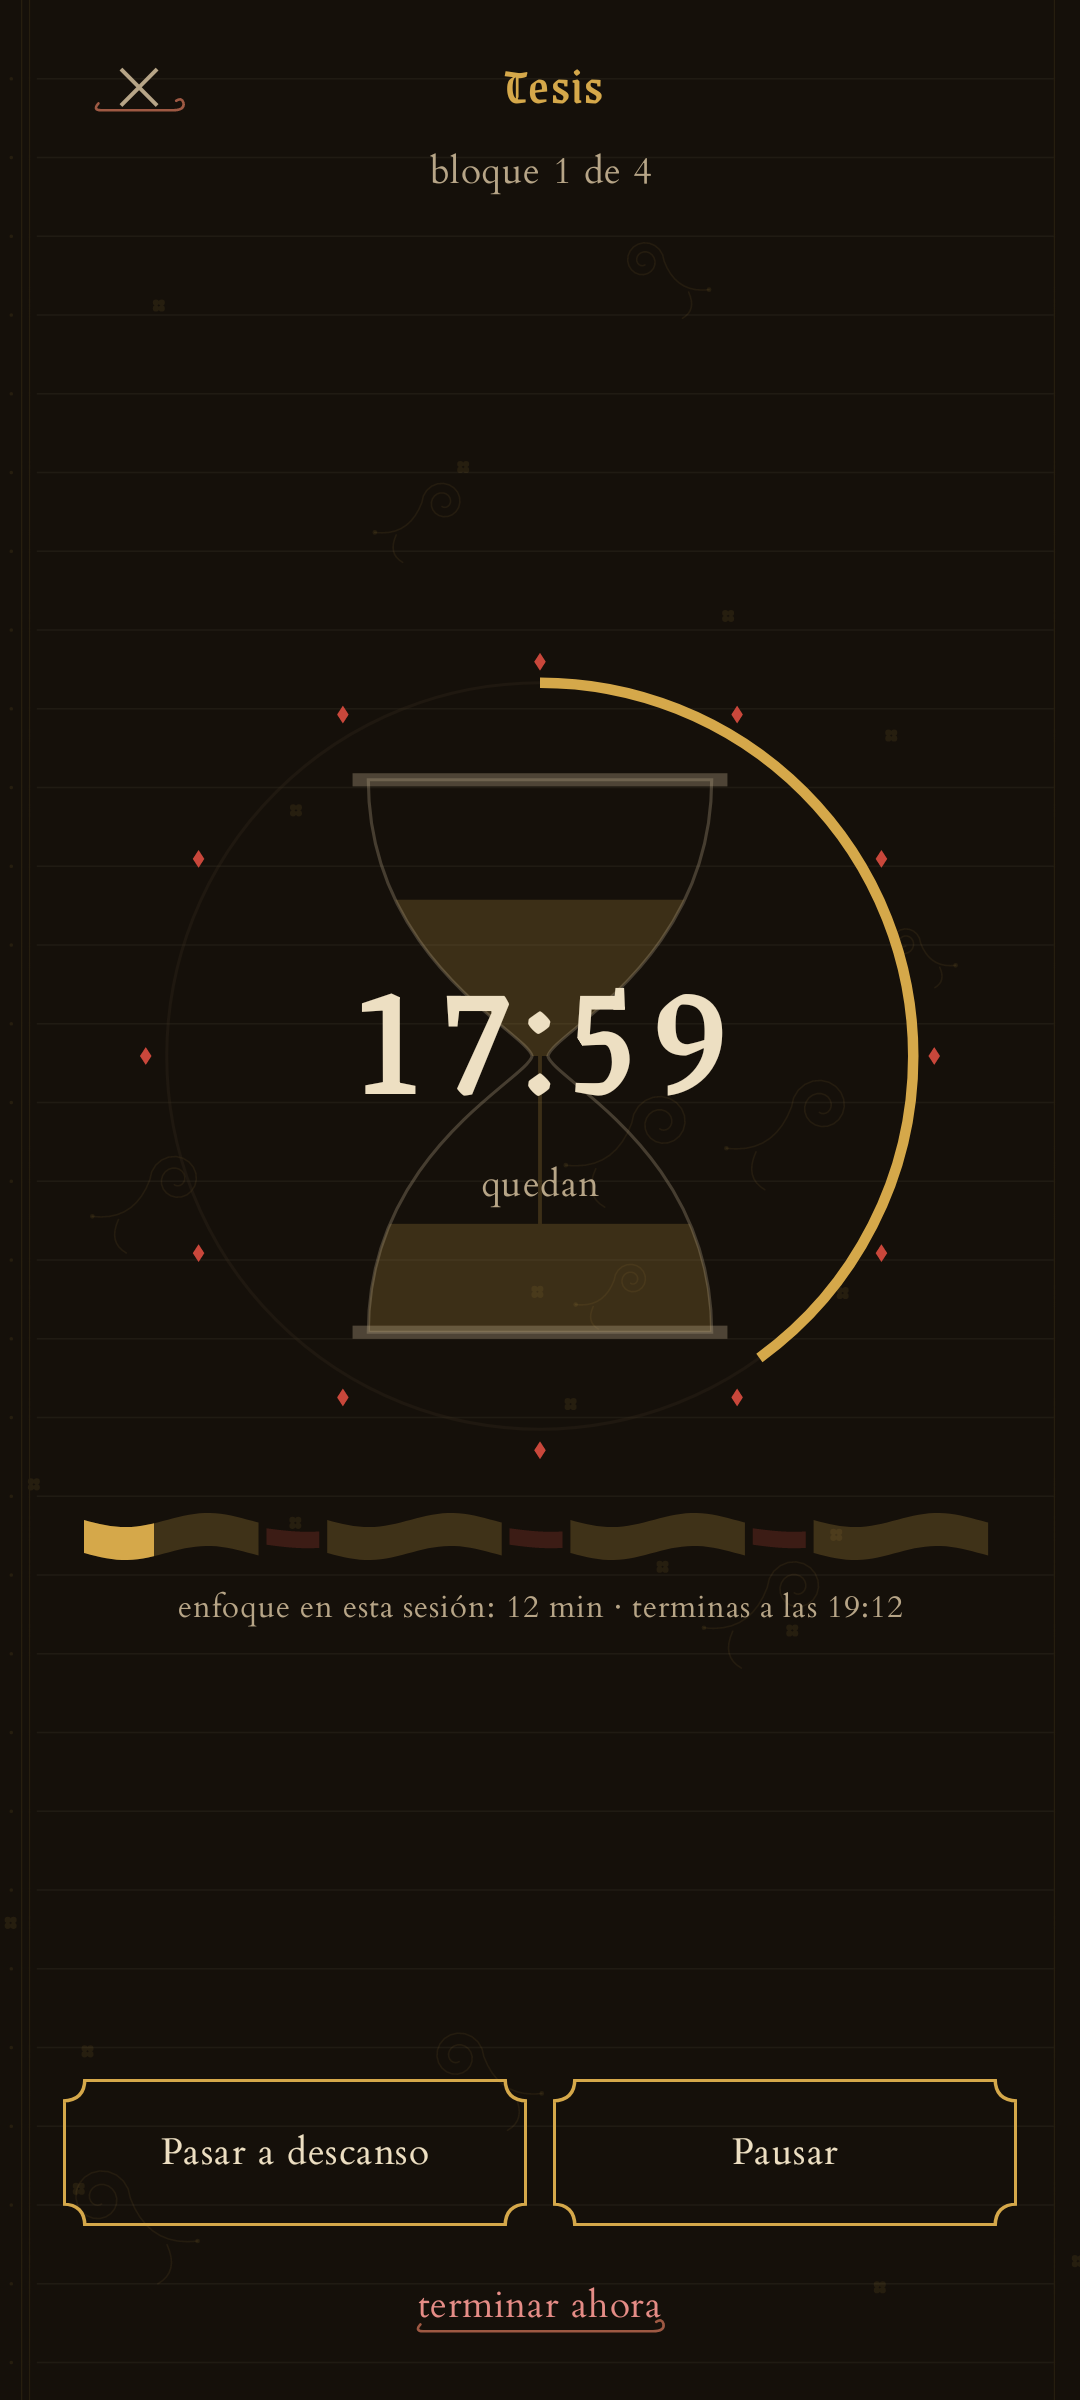 Tesis
bloque 1 de 4
17:59
quedan
enfoque en esta sesión: 12 min · terminas a las 19:12
Pasar a descanso
Pausar
terminar ahora